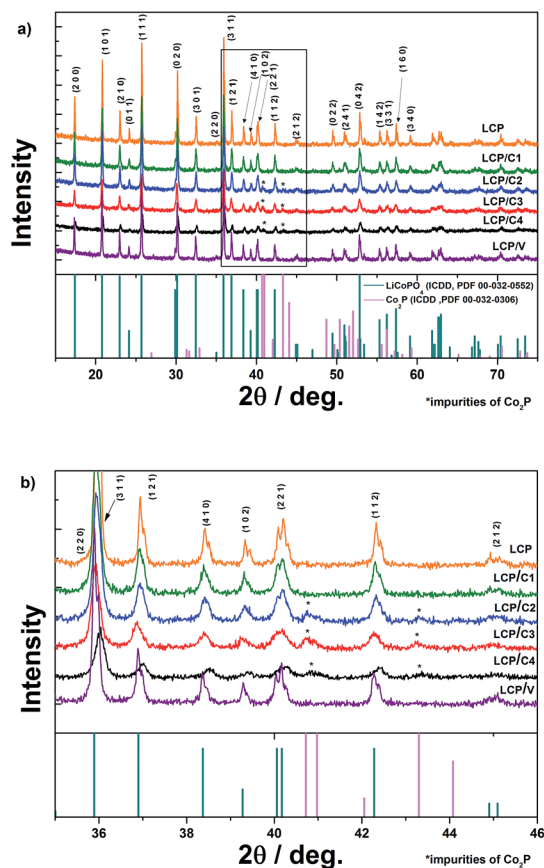 a)
Intensity
(2 0 0)
(1 0 1)
(2 1 0)
(0 1 1)
(1 1 1)
(0 2 0)
(3 0 1)
(2 2 0)
(3 1 1)
(1 2 1)
(4 1 0)
(1 0 2)
(2 2 1)
(1 1 2)
(2 1 2)
(0 2 2)
(2 4 1)
(0 4 2)
(1 4 2)
(3 3 1)
(1 6 0)
(3 4 0)
LCP
LCP/C1
LCP/C2
* *
LCP/C3
* *
LCP/C4
* *
LCP/V
LiCoPO4 (ICDD, PDF 00-032-0552)
Co2P (ICDD ,PDF 00-032-0306)
20 30 40 50 60 70
2θ / deg.
*impurities of Co2P
b)
Intensity
(2 2 0)
(3 1 1)
(1 2 1)
(4 1 0)
(1 0 2)
(2 2 1)
(1 1 2)
(2 1 2)
LCP
LCP/C1
LCP/C2
* *
LCP/C3
* *
LCP/C4
* *
LCP/V
36 38 40 42 44 46
2θ / deg.
*impurities of Co2P